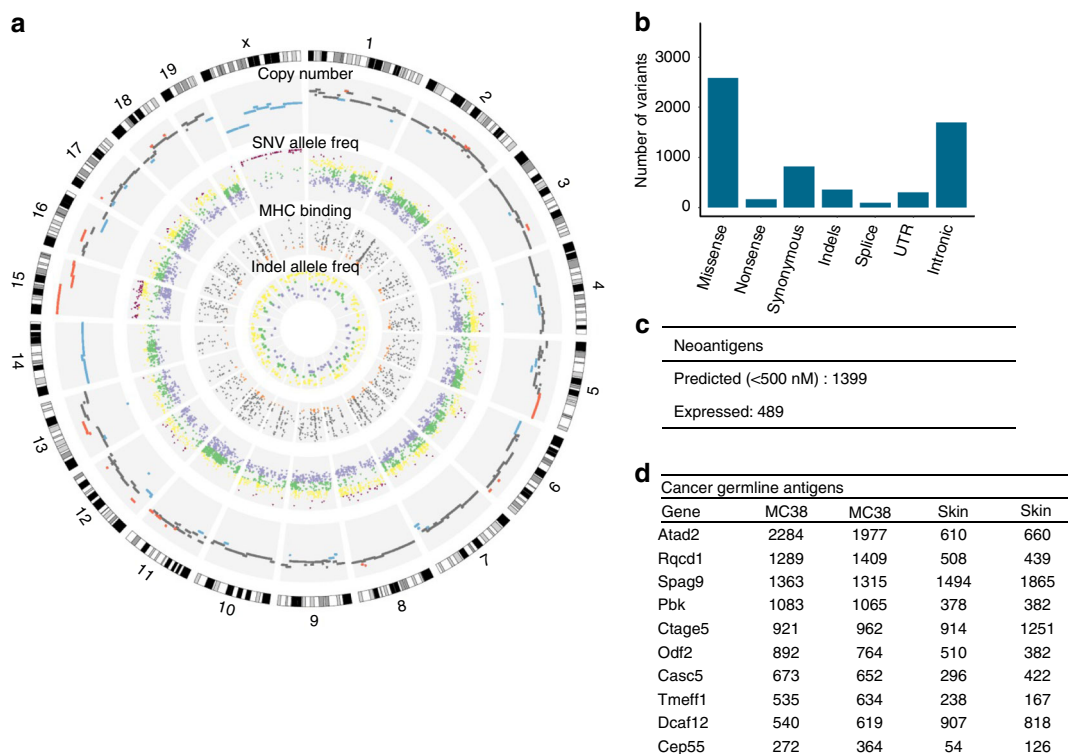 a
x
1
2
3
4
5
6
7
8
9
10
11
12
13
14
15
16
17
18
19
Copy number
SNV allele freq
MHC binding
Indel allele freq
b
Number of variants
3000
2000
1000
0
Missense
Nonsense
Synonymous
Indels
Splice
UTR
Intronic
c
Neoantigens
Predicted (<500 nM) : 1399
Expressed: 489
d
Cancer germline antigens
Gene MC38 MC38 Skin Skin
Atad2 2284 1977 610 660
Rqcd1 1289 1409 508 439
Spag9 1363 1315 1494 1865
Pbk 1083 1065 378 382
Ctage5 921 962 914 1251
Odf2 892 764 510 382
Casc5 673 652 296 422
Tmeff1 535 634 238 167
Dcaf12 540 619 907 818
Cep55 272 364 54 126